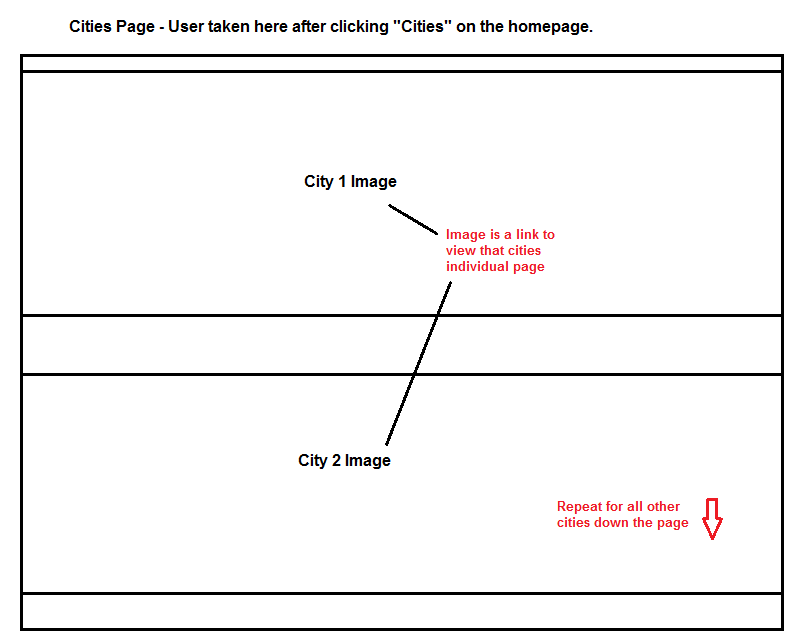 Cities Page - User taken here after clicking "Cities" on the homepage.
City 1 Image
Image is a link to
view that cities
individual page
City 2 Image
Repeat for all other
cities down the page